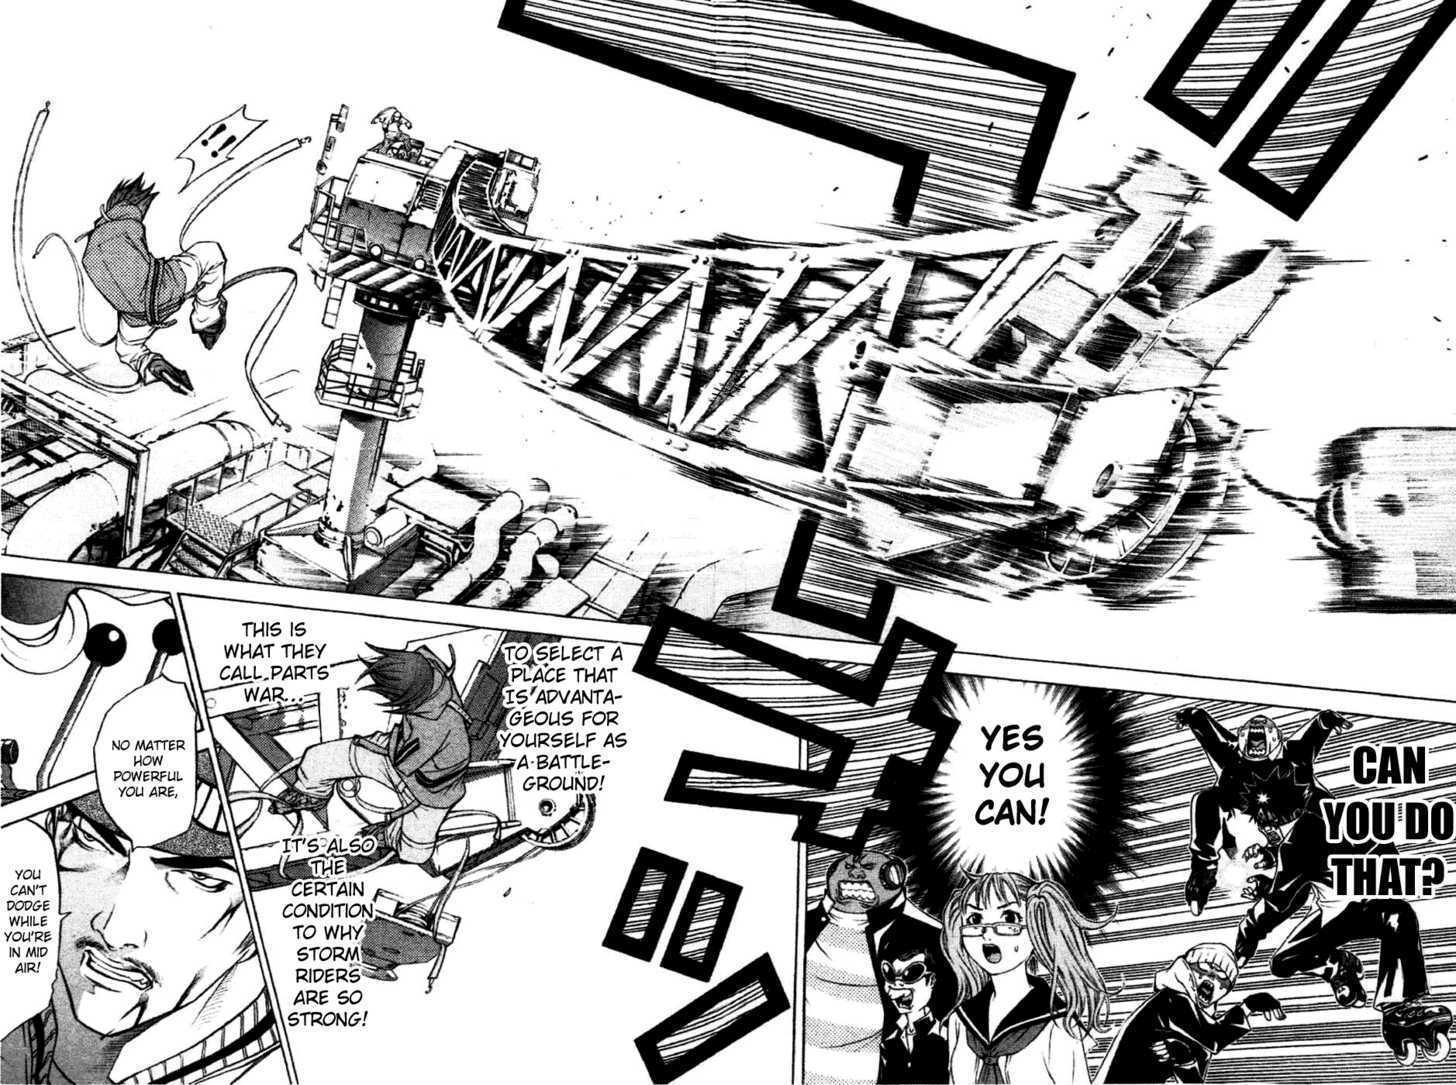 !!
CAN
YOU DO
THAT?
YES
YOU
CAN!
TO SELECT A
PLACE THAT
IS ADVANTA-
GEOUS FOR
YOURSELF AS
A BATTLE-
GROUND!
THIS IS
WHAT THEY
CALL PARTS
WAR...
IT'S ALSO
THE
CERTAIN
CONDITION
TO WHY
STORM
RIDERS
ARE SO
STRONG!
NO MATTER
HOW
POWERFUL
YOU ARE,
YOU
CAN'T
DODGE
WHILE
YOU'RE
IN MID
AIR!